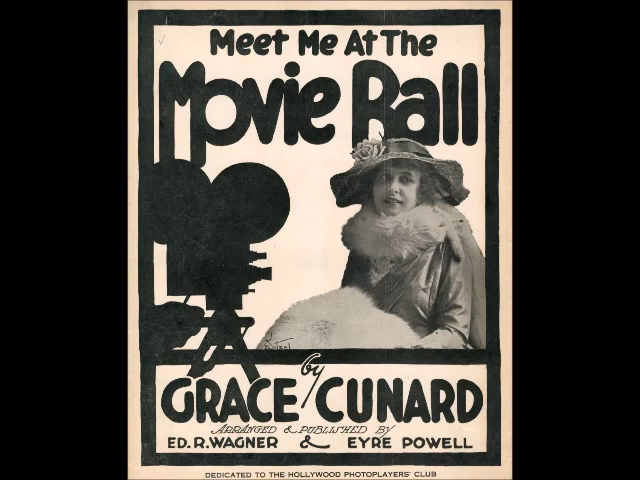 Meet Me At The
Movie Ball
by
GRACE CUNARD
ARRANGED & PUBLISHED BY
ED. R. WAGNER & EYRE POWELL
DEDICATED TO THE HOLLYWOOD PHOTOPLAYERS' CLUB